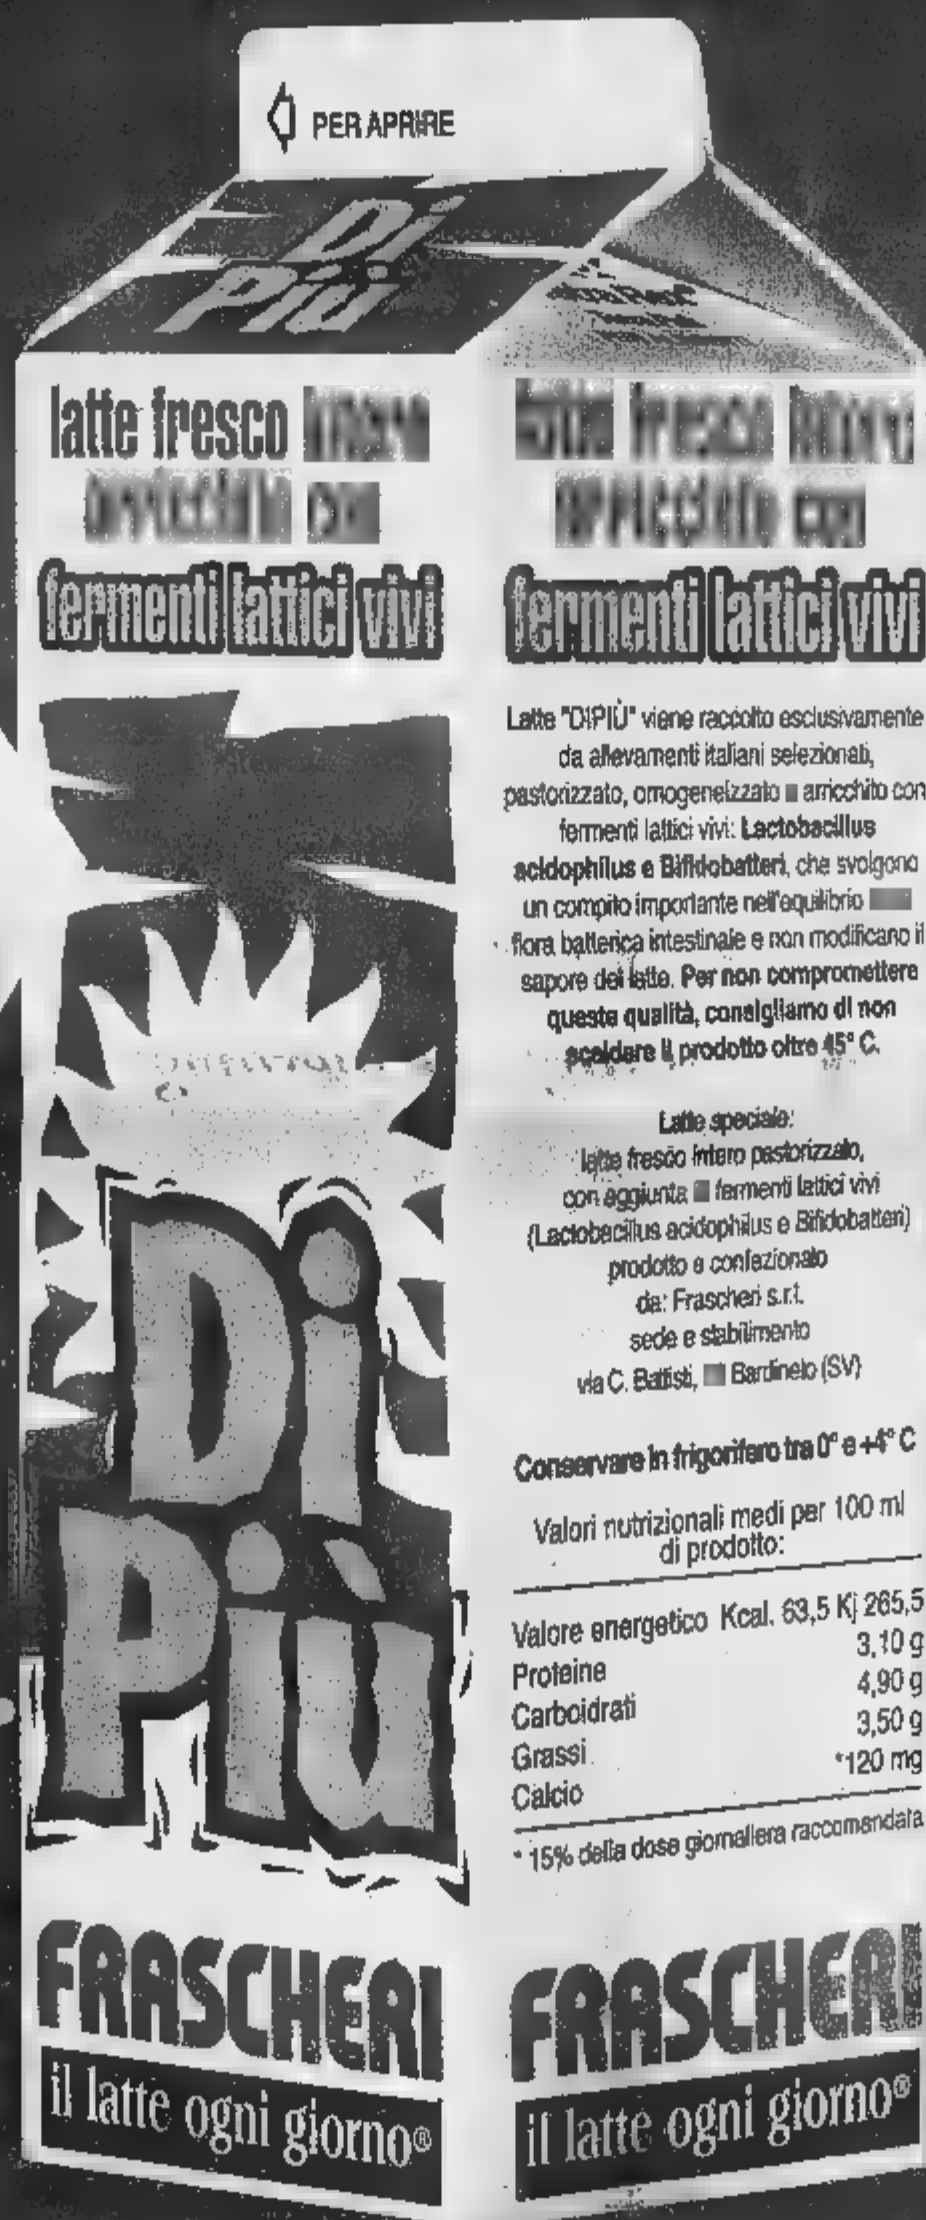 PER APRIRE
Di
Più
latte fresco
fermenti lattici vivi
Di
Più
FRASCHERI
il latte ogni giorno®
fermenti lattici vivi
Latte "DIPIÙ" viene raccolto esclusivamente
da allevamenti italiani selezionati,
pastorizzato, omogeneizzato arricchito con
fermenti lattici vivi: Lactobacillus
acidophilus e Bifidobatteri, che svolgono
un compito importante nell'equilibrio
flora batterica intestinale e non modificano il
sapore del latte. Per non compromettere
queste qualità, consigliamo di non
scaldare il prodotto oltre 45° C.
Latte speciale:
latte fresco intero pastorizzato,
con aggiunta fermenti lattici vivi
(Lactobacillus acidophilus e Bifidobatteri)
prodotto e confezionato
da: Frascheri s.r.l.
sede e stabilimento
via C. Battisti, Bardineto (SV)
Conservare in frigorifero tra 0° e +4° C
Valori nutrizionali medi per 100 ml
di prodotto:
Valore energetico Kcal. 63,5 Kj 265,5
Proteine 3,10 g
Carboidrati 4,90 g
Grassi 3,50 g
Calcio *120 mg
* 15% della dose giornaliera raccomandata
FRASCHERI
il latte ogni giorno®